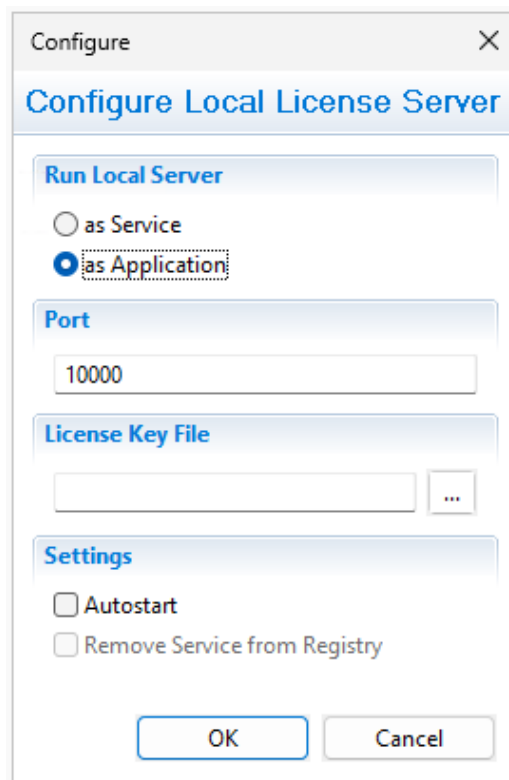 Configure
Configure Local License Server
Run Local Server
as Service
as Application
Port
10000
License Key File
...
Settings
Autostart
Remove Service from Registry
OK Cancel